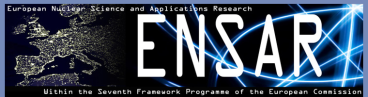 European Nuclear Science and Applications Research
ENSAR
Within the Seventh Framework Programme of the European Commission